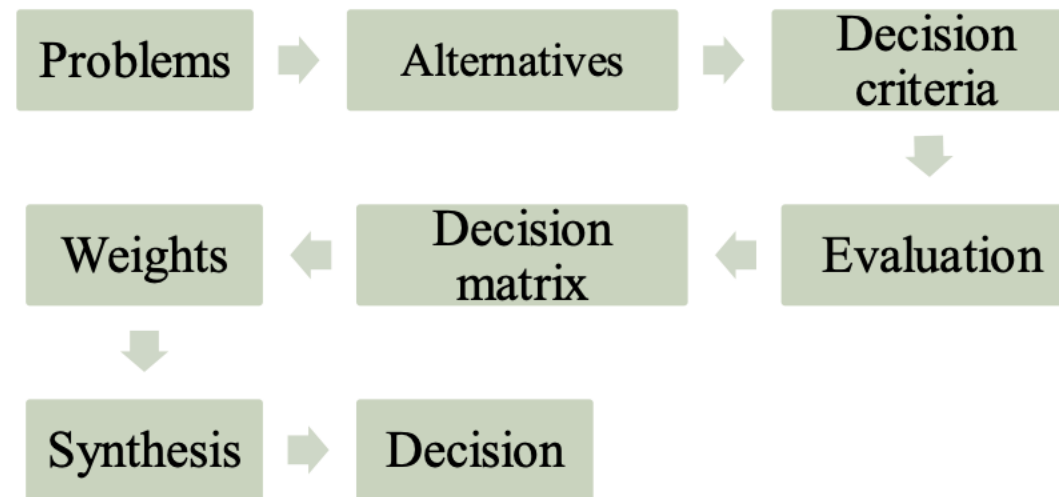 Problems
Alternatives
Decision
criteria
Evaluation
Decision
matrix
Weights
Synthesis
Decision